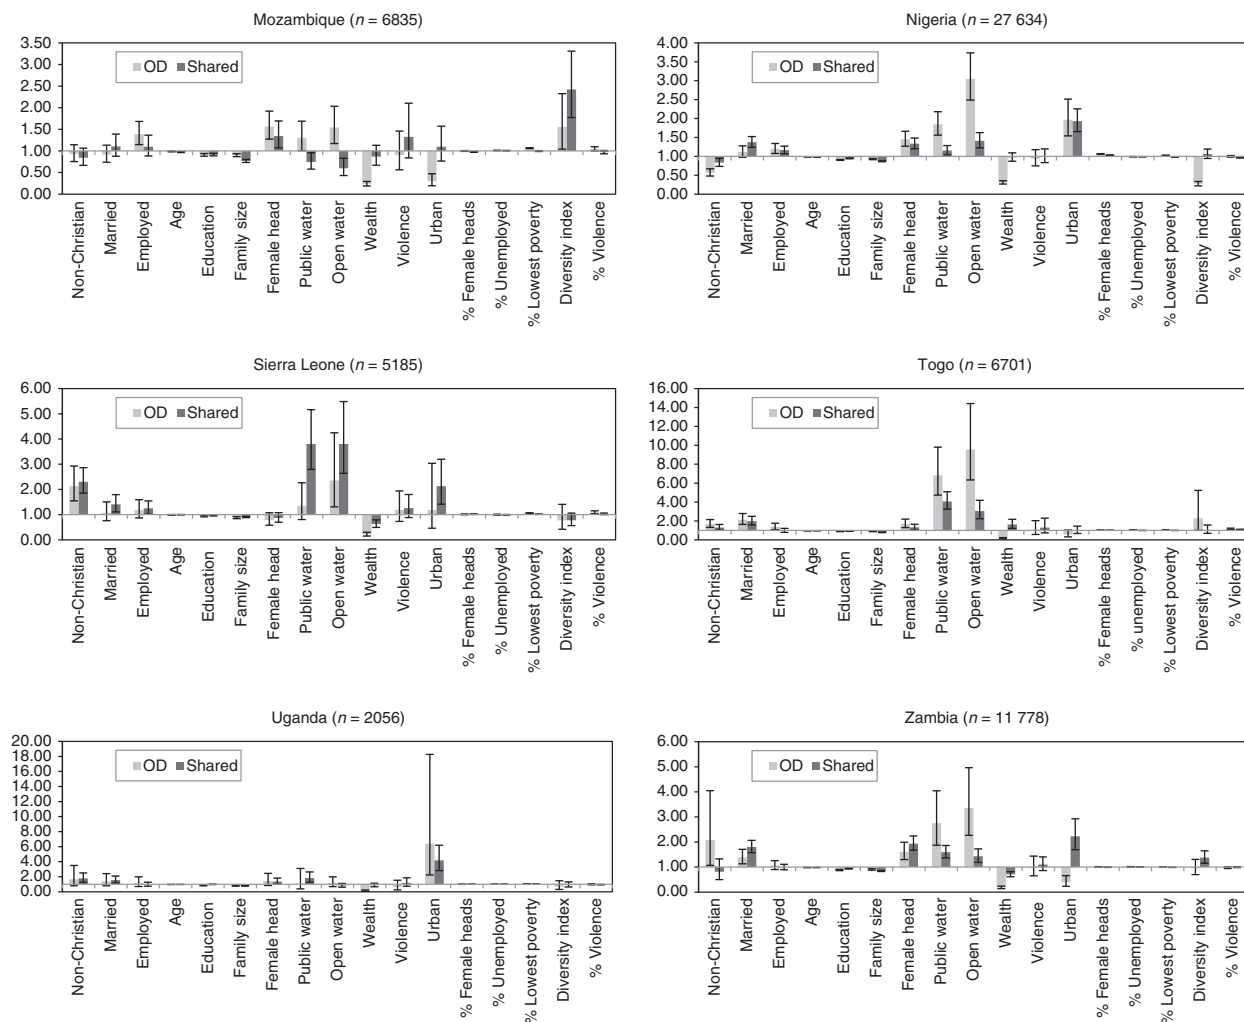 Mozambique (n = 6835)
3.50
3.00
2.50
2.00
1.50
1.00
0.50
0.00
OD Shared
Non-Christian
Married
Employed
Age
Education
Family size
Female head
Public water
Open water
Wealth
Violence
Urban
% Female heads
% Unemployed
% Lowest poverty
Diversity index
% Violence
Nigeria (n = 27 634)
4.00
3.50
3.00
2.50
2.00
1.50
1.00
0.50
0.00
OD Shared
Non-Christian
Married
Employed
Age
Education
Family size
Female head
Public water
Open water
Wealth
Violence
Urban
% Female heads
% Unemployed
% Lowest poverty
Diversity index
% Violence
Sierra Leone (n = 5185)
6.00
5.00
4.00
3.00
2.00
1.00
0.00
OD Shared
Non-Christian
Married
Employed
Age
Education
Family size
Female head
Public water
Open water
Wealth
Violence
Urban
% Female heads
% Unemployed
% Lowest poverty
Diversity index
% Violence
Togo (n = 6701)
16.00
14.00
12.00
10.00
8.00
6.00
4.00
2.00
0.00
OD Shared
Non-Christian
Married
Employed
Age
Education
Family size
Female head
Public water
Open water
Wealth
Violence
Urban
% Female heads
% unemployed
% Lowest poverty
Diversity index
% Violence
Uganda (n = 2056)
20.00
18.00
16.00
14.00
12.00
10.00
8.00
6.00
4.00
2.00
0.00
OD Shared
Non-Christian
Married
Employed
Age
Education
Family size
Female head
Public water
Open water
Wealth
Violence
Urban
% Female heads
% Unemployed
% Lowest poverty
Diversity index
% Violence
Zambia (n = 11 778)
6.00
5.00
4.00
3.00
2.00
1.00
0.00
OD Shared
Non-Christian
Married
Employed
Age
Education
Family size
Female head
Public water
Open water
Wealth
Violence
Urban
% Female heads
% Unemployed
% Lowest poverty
Diversity index
% Violence